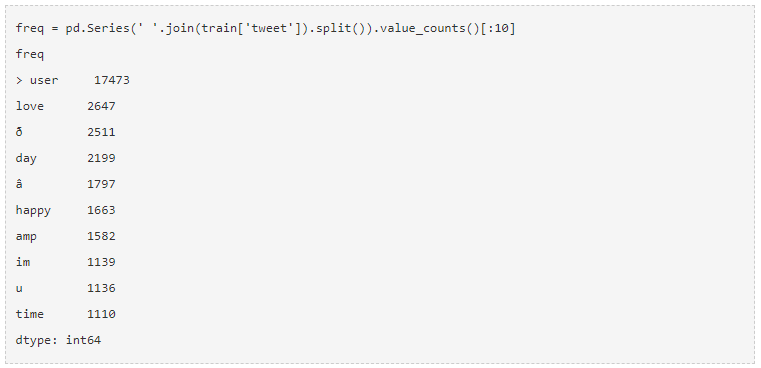 freq = pd.Series(' '.join(train['tweet']).split()).value_counts()[:10]
freq
> user     17473
love      2647
ð         2511
day       2199
â         1797
happy     1663
amp       1582
im        1139
u         1136
time      1110
dtype: int64